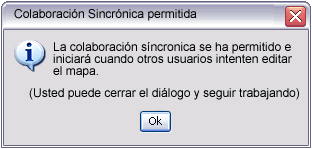 Colaboración Sincrónica permitida
La colaboración síncronica se ha permitido e
iniciará cuando otros usuarios intenten editar
el mapa.
(Usted puede cerrar el diálogo y seguir trabajando)
Ok